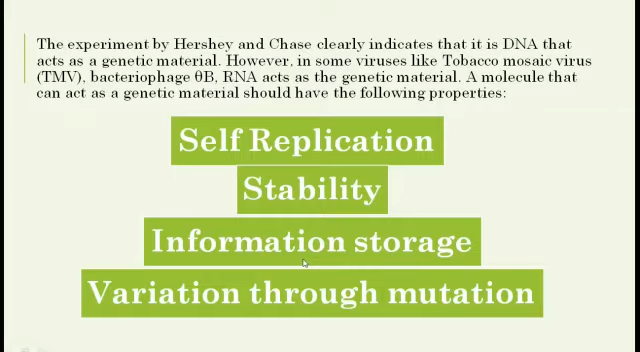 The experiment by Hershey and Chase clearly indicates that it is DNA that
acts as a genetic material. However, in some viruses like Tobacco mosaic virus
(TMV), bacteriophage θB, RNA acts as the genetic material. A molecule that
can act as a genetic material should have the following properties:
Self Replication
Stability
Information storage
Variation through mutation